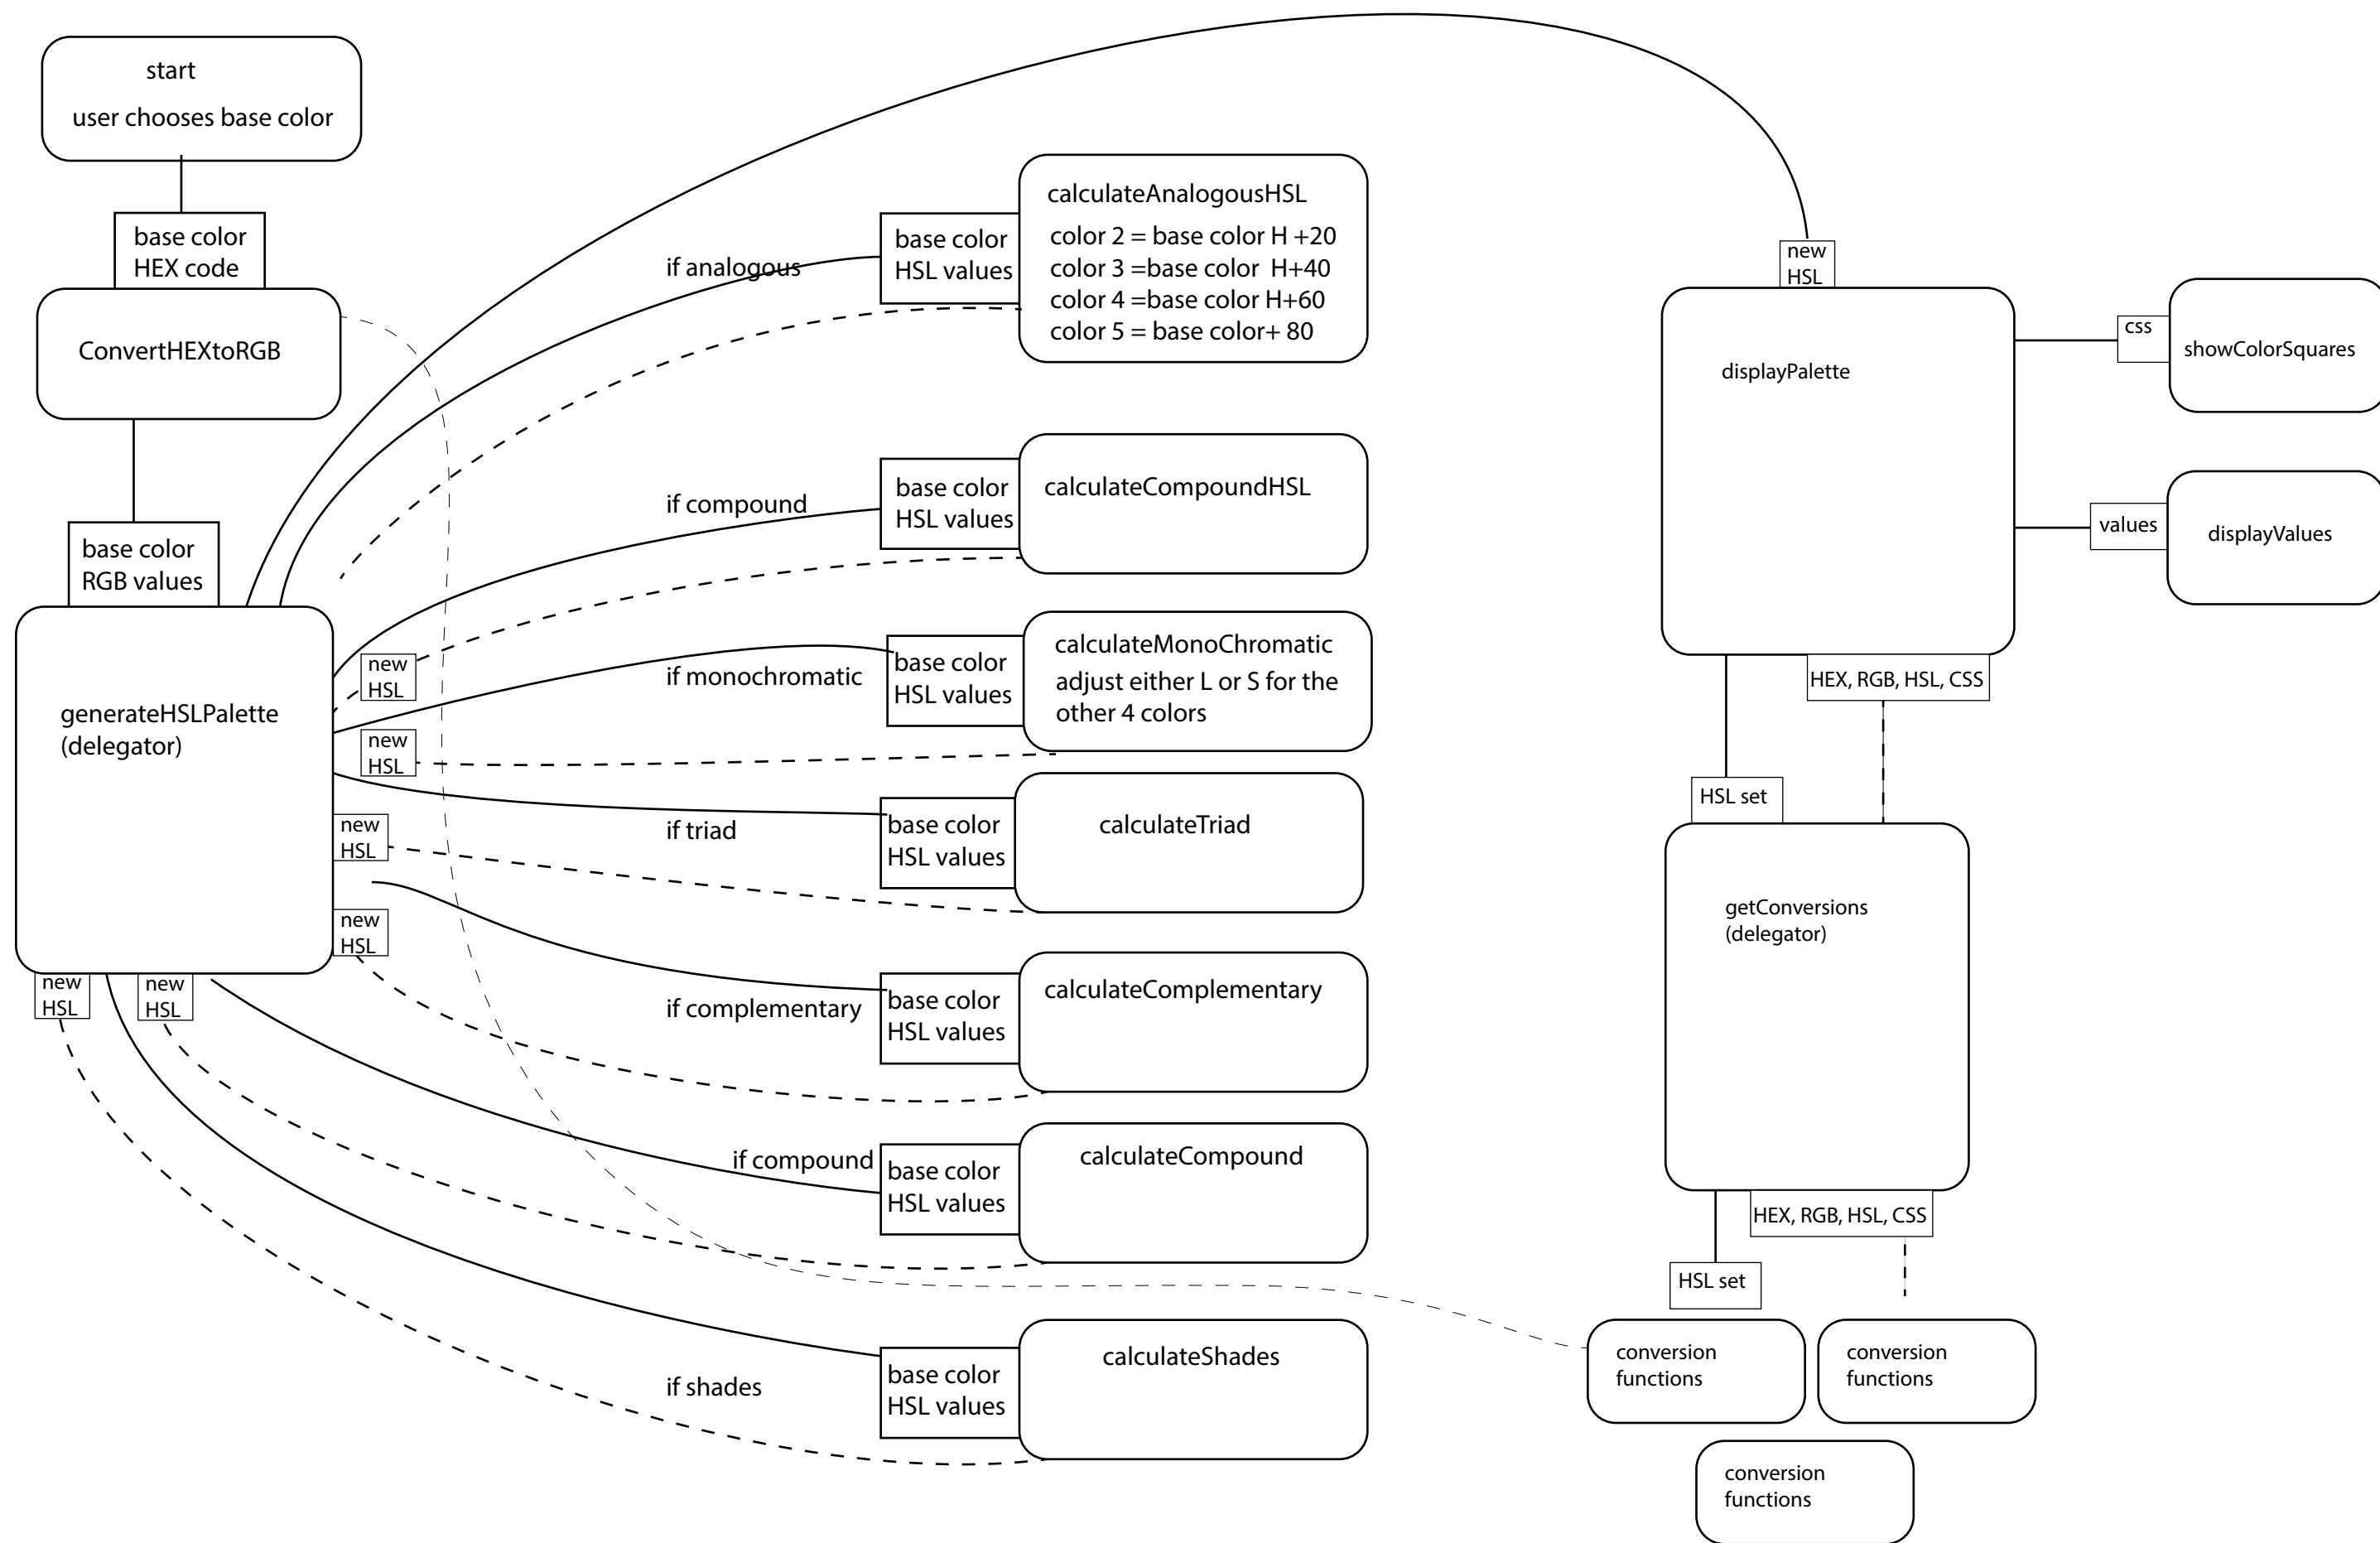 start
user chooses base color
base color
HEX code
ConvertHEXtoRGB
base color
RGB values
generateHSLPalette
(delegator)
new
HSL
new
HSL
new
HSL
new
HSL
new
HSL
new
HSL
if analogous
base color
HSL values
calculateAnalogousHSL
color 2 = base color H +20
color 3 =base color  H+40
color 4 =base color H+60
color 5 = base color+ 80
if compound
base color
HSL values
calculateCompoundHSL
if monochromatic
base color
HSL values
calculateMonoChromatic
adjust either L or S for the
other 4 colors
if triad
base color
HSL values
calculateTriad
if complementary
base color
HSL values
calculateComplementary
if compound
base color
HSL values
calculateCompound
if shades
base color
HSL values
calculateShades
new
HSL
displayPalette
css
showColorSquares
values
displayValues
HEX, RGB, HSL, CSS
HSL set
getConversions
(delegator)
HEX, RGB, HSL, CSS
HSL set
conversion
functions
conversion
functions
conversion
functions